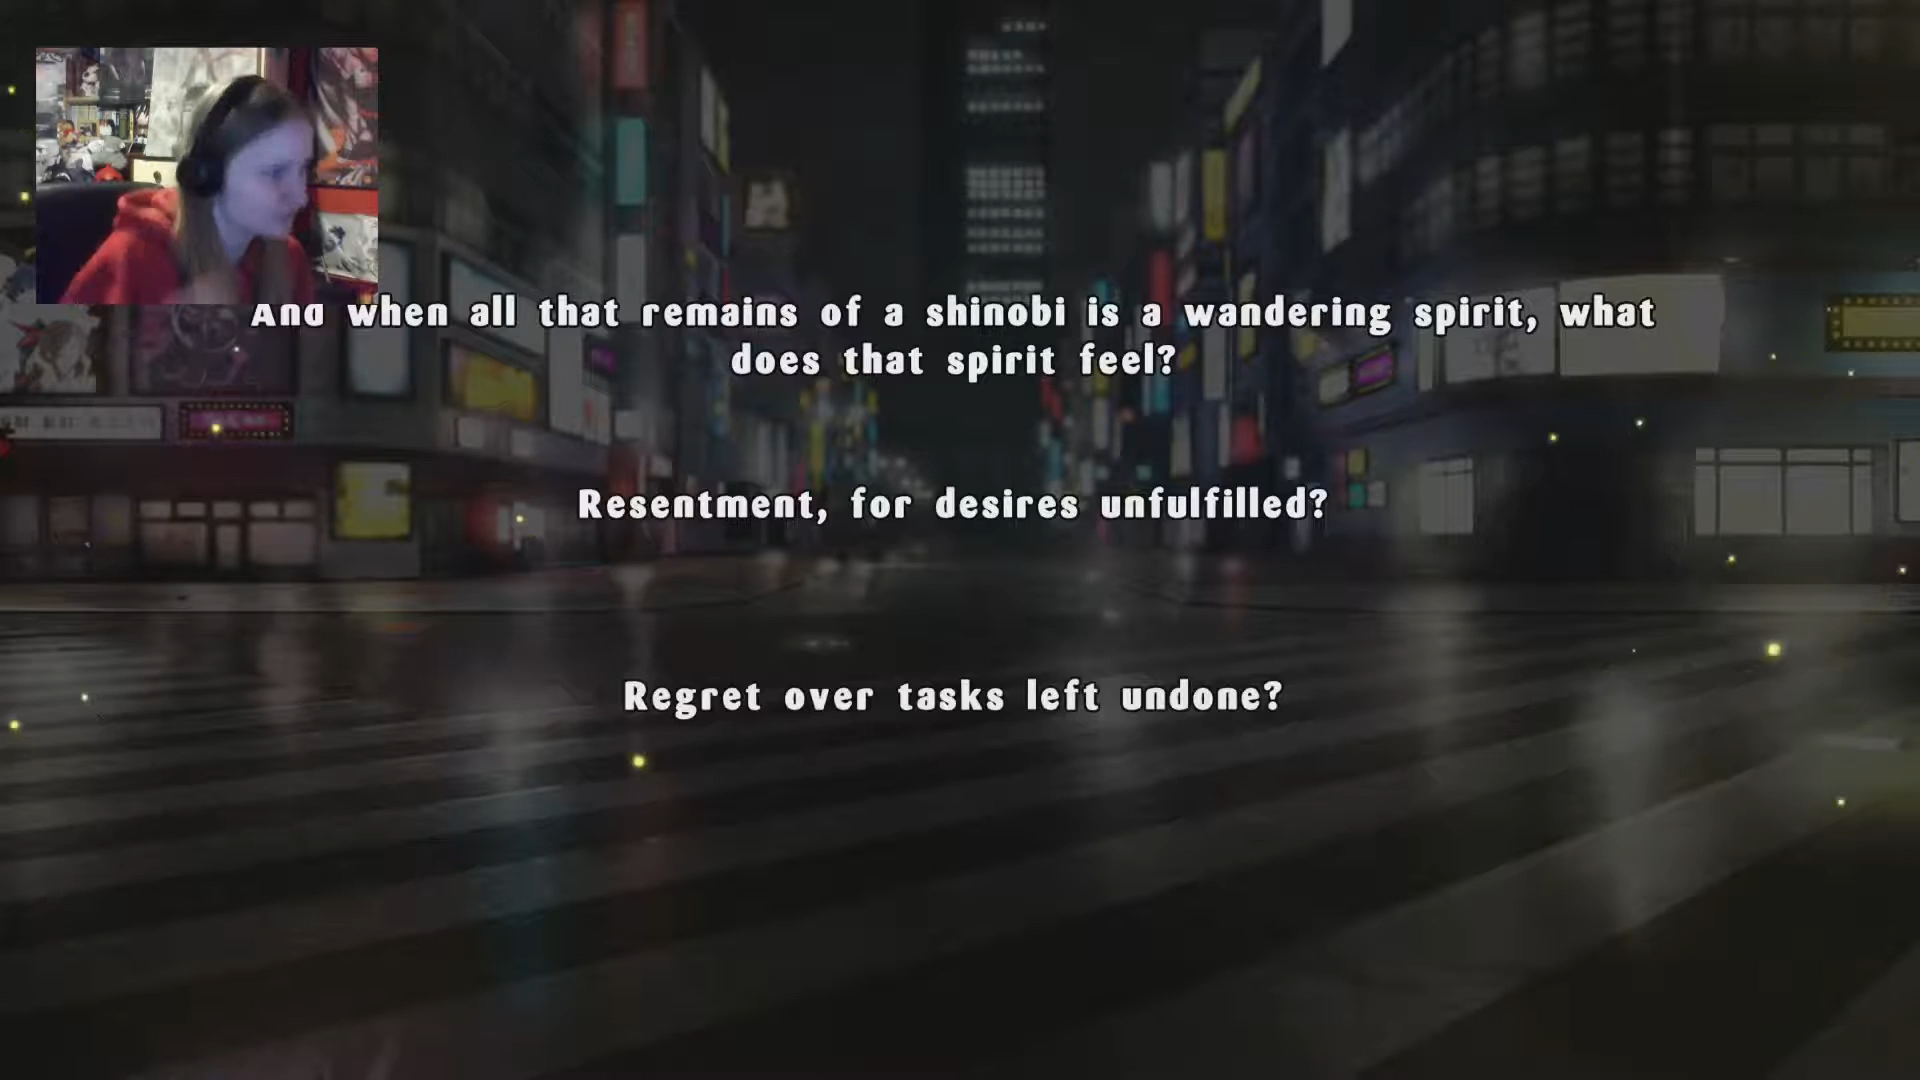 And when all that remains of a shinobi is a wandering spirit, what
does that spirit feel?
Resentment, for desires unfulfilled?
Regret over tasks left undone?